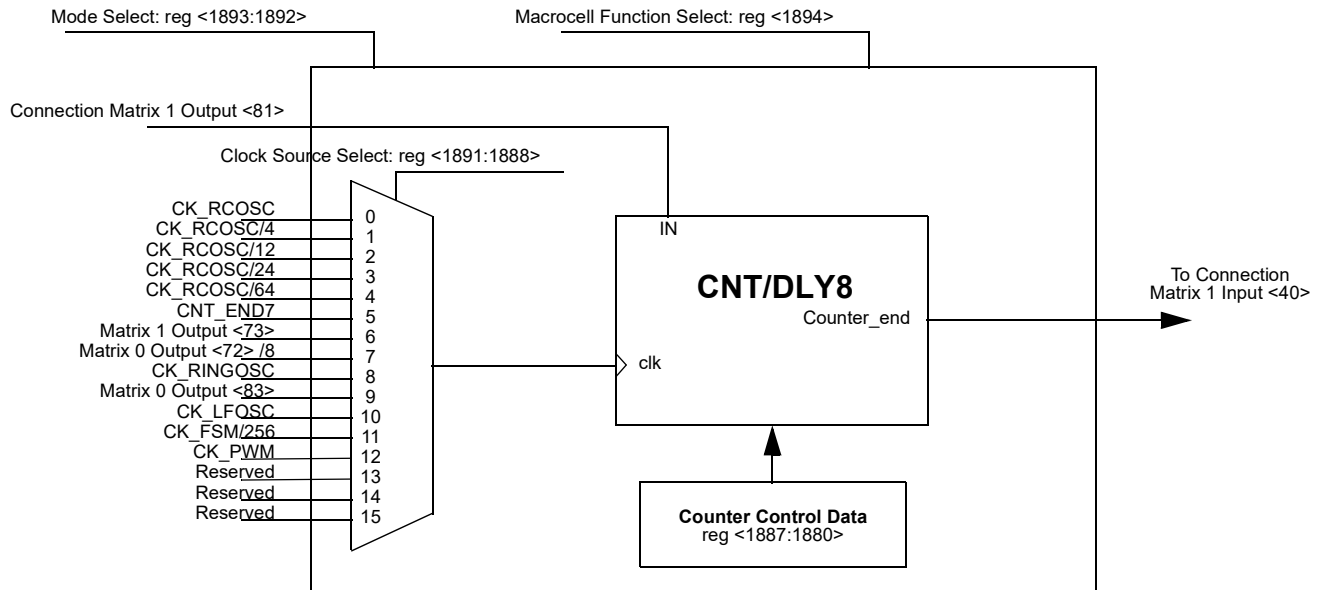 Mode Select: reg <1893:1892>
Macrocell Function Select: reg <1894>
Connection Matrix 1 Output <81>
Clock Source Select: reg <1891:1888>
CK_RCOSC
0
CK_RCOSC/4
1
CK_RCOSC/12
2
CK_RCOSC/24
3
CK_RCOSC/64
4
CNT_END7
5
Matrix 1 Output <73>
6
Matrix 0 Output <72> /8
7
CK_RINGOSC
8
Matrix 0 Output <83>
9
CK_LFOSC
10
CK_FSM/256
11
CK_PWM
12
Reserved
13
Reserved
14
Reserved
15
IN
CNT/DLY8
Counter_end
clk
To Connection
Matrix 1 Input <40>
Counter Control Data
reg <1887:1880>